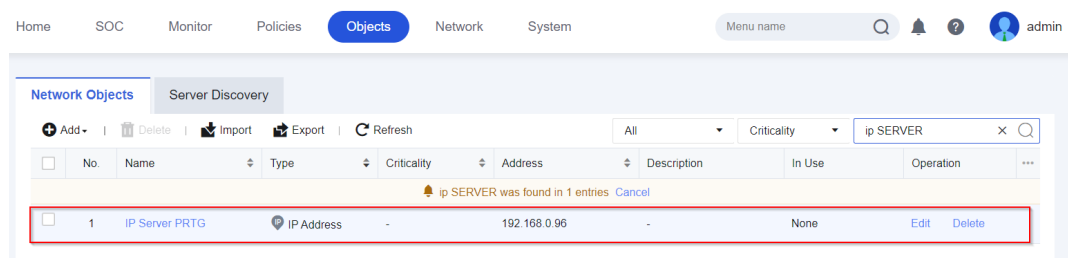 Home SOC Monitor Policies Objects Network System Menu name admin
Network Objects Server Discovery
Add Delete Import Export Refresh All Criticality ip SERVER
No. Name Type Criticality Address Description In Use Operation
ip SERVER was found in 1 entries Cancel
1 IP Server PRTG IP IP Address - 192.168.0.96 - None Edit Delete